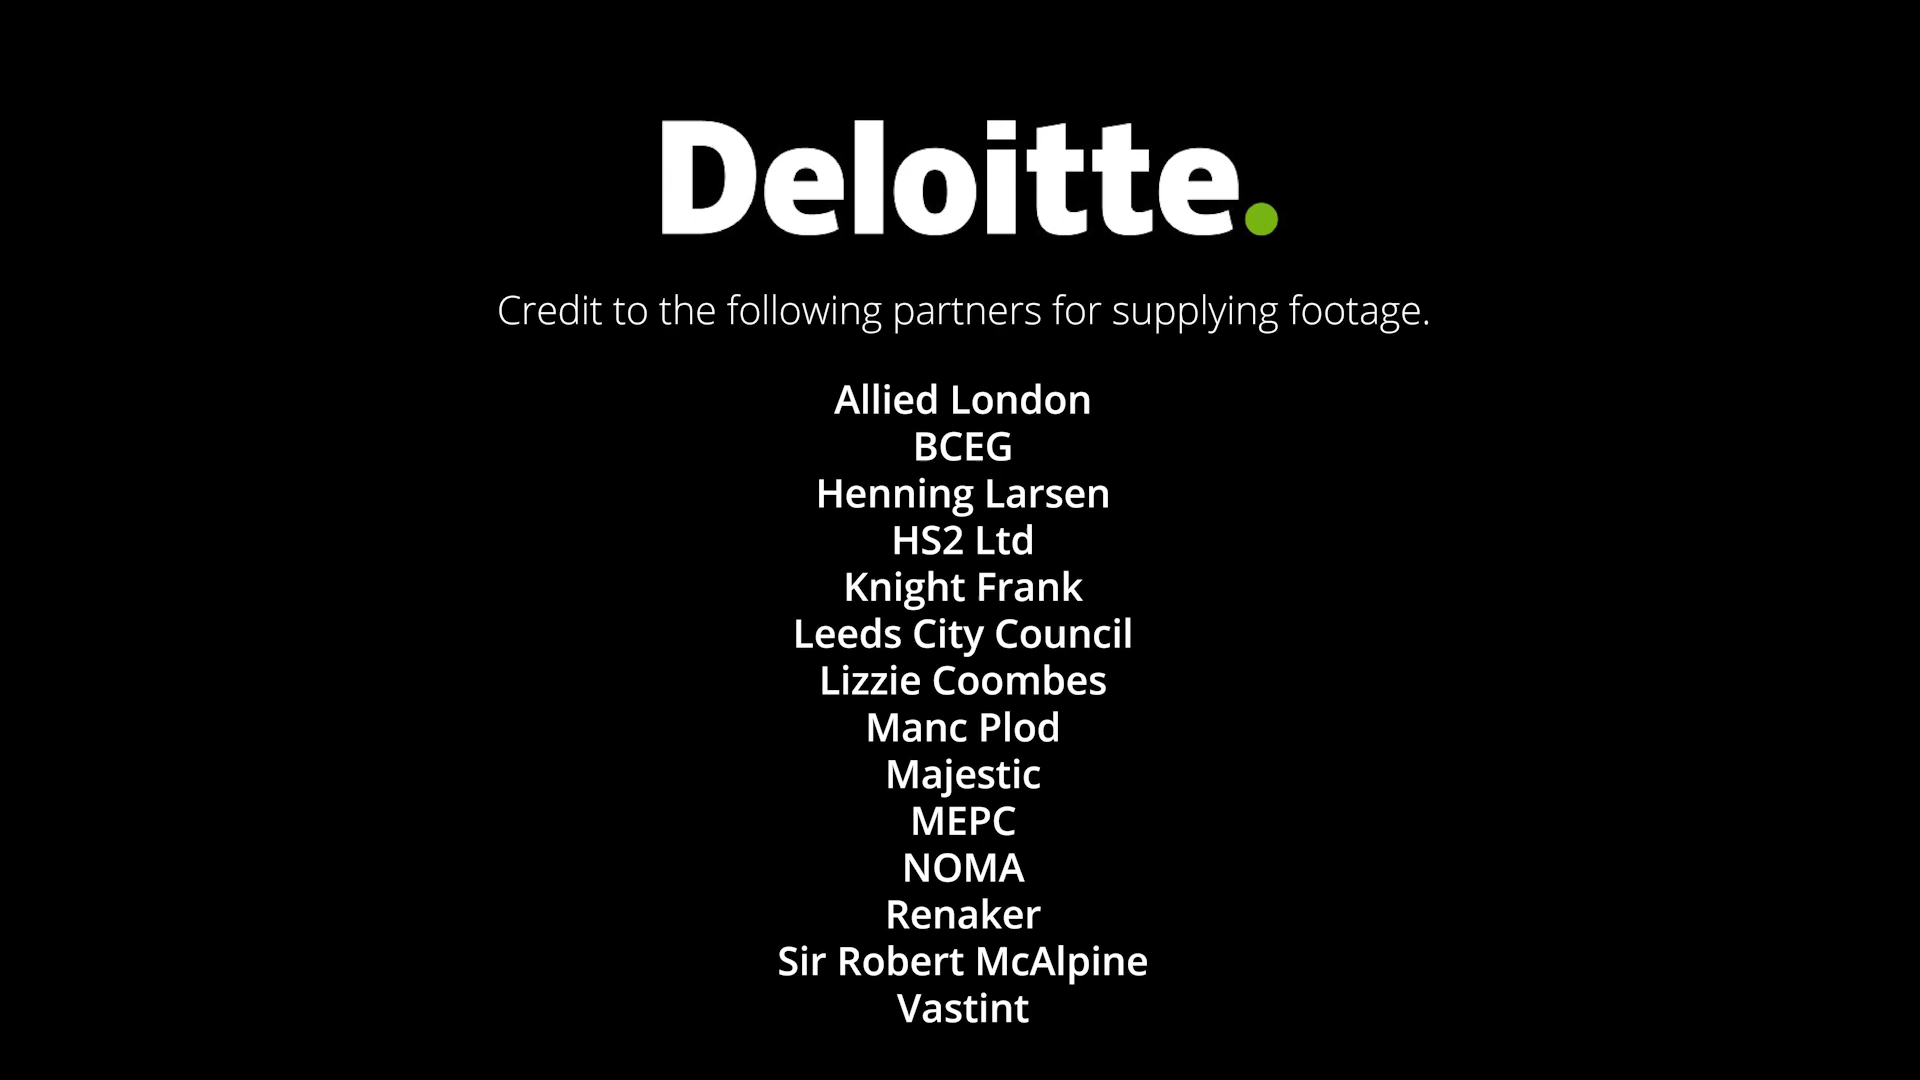 Deloitte.
Credit to the following partners for supplying footage.
Allied London
BCEG
Henning Larsen
HS2 Ltd
Knight Frank
Leeds City Council
Lizzie Coombes
Manc Plod
Majestic
MEPC
NOMA
Renaker
Sir Robert McAlpine
Vastint